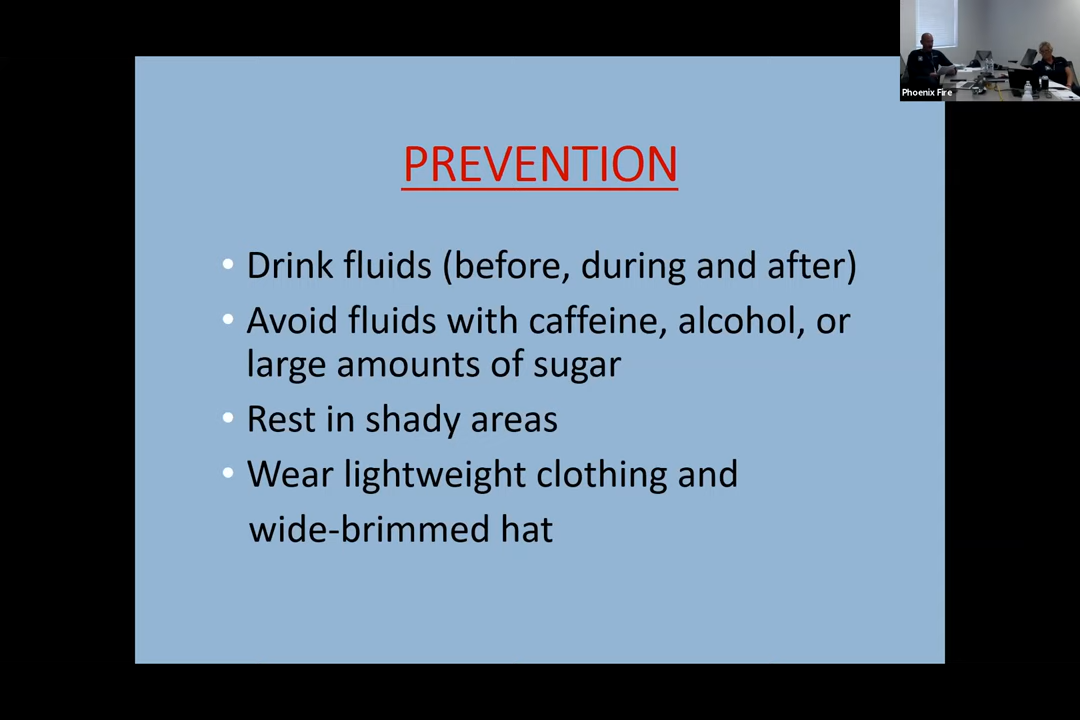 Phoenix Fire
PREVENTION
• Drink fluids (before, during and after)
• Avoid fluids with caffeine, alcohol, or
large amounts of sugar
• Rest in shady areas
• Wear lightweight clothing and
wide-brimmed hat